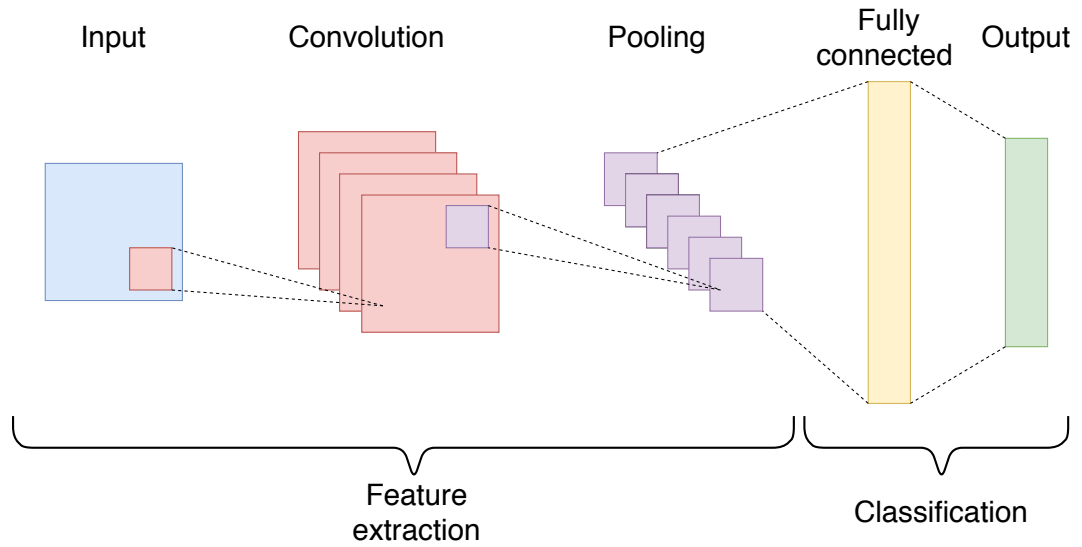 Input
Convolution
Pooling
Fully
connected
Output
Feature
extraction
Classification